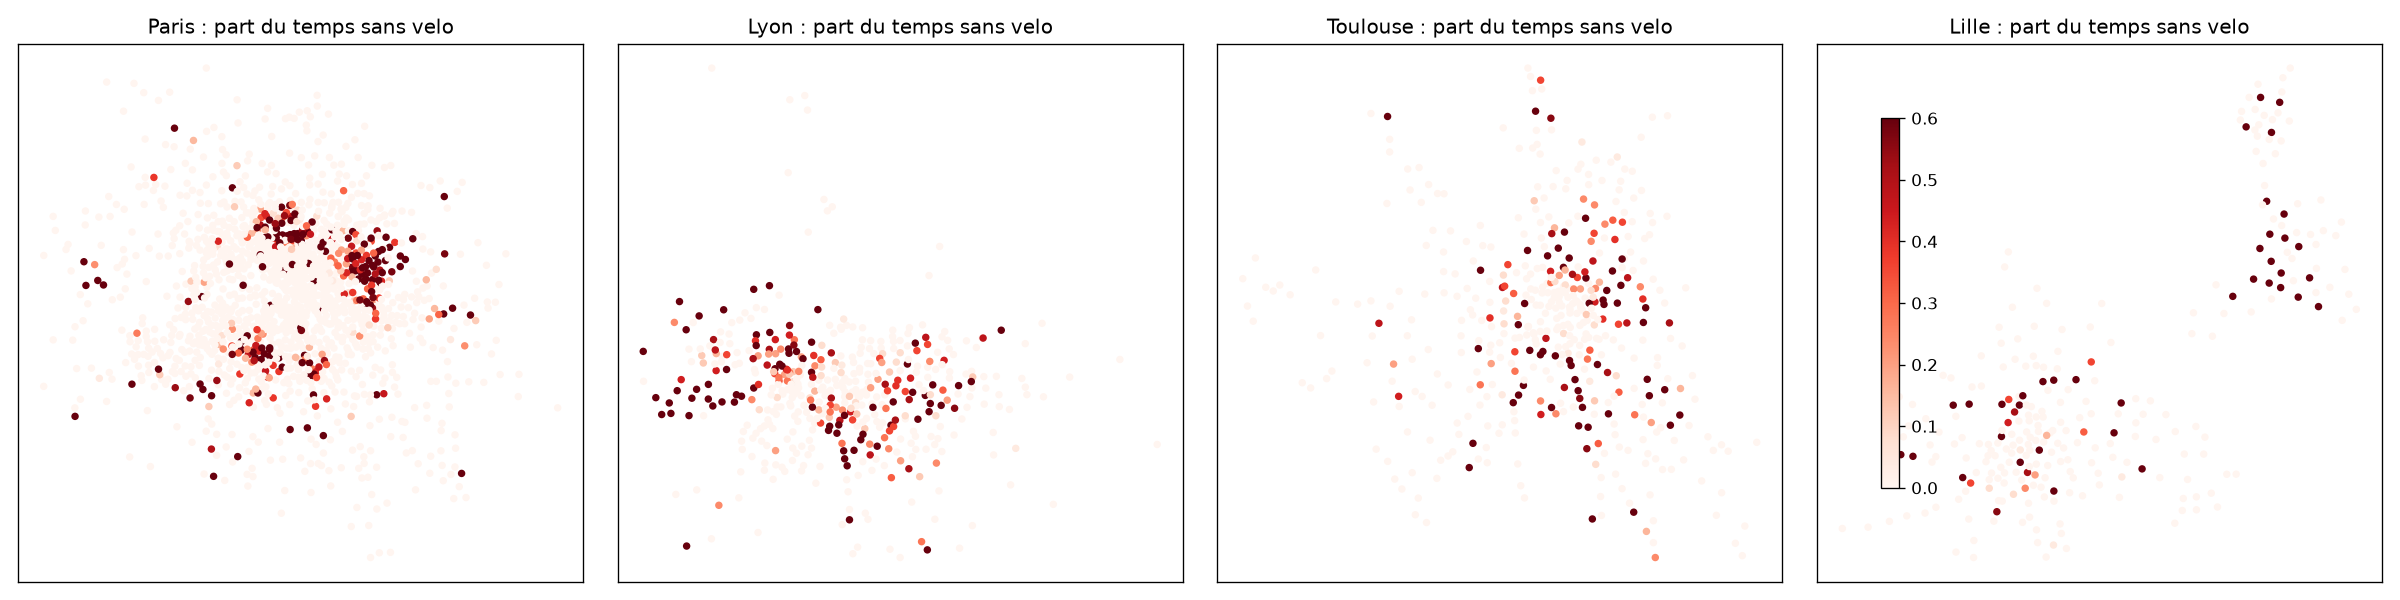 Paris : part du temps sans velo
Lyon : part du temps sans velo
Toulouse : part du temps sans velo
Lille : part du temps sans velo
0.6
0.5
0.4
0.3
0.2
0.1
0.0